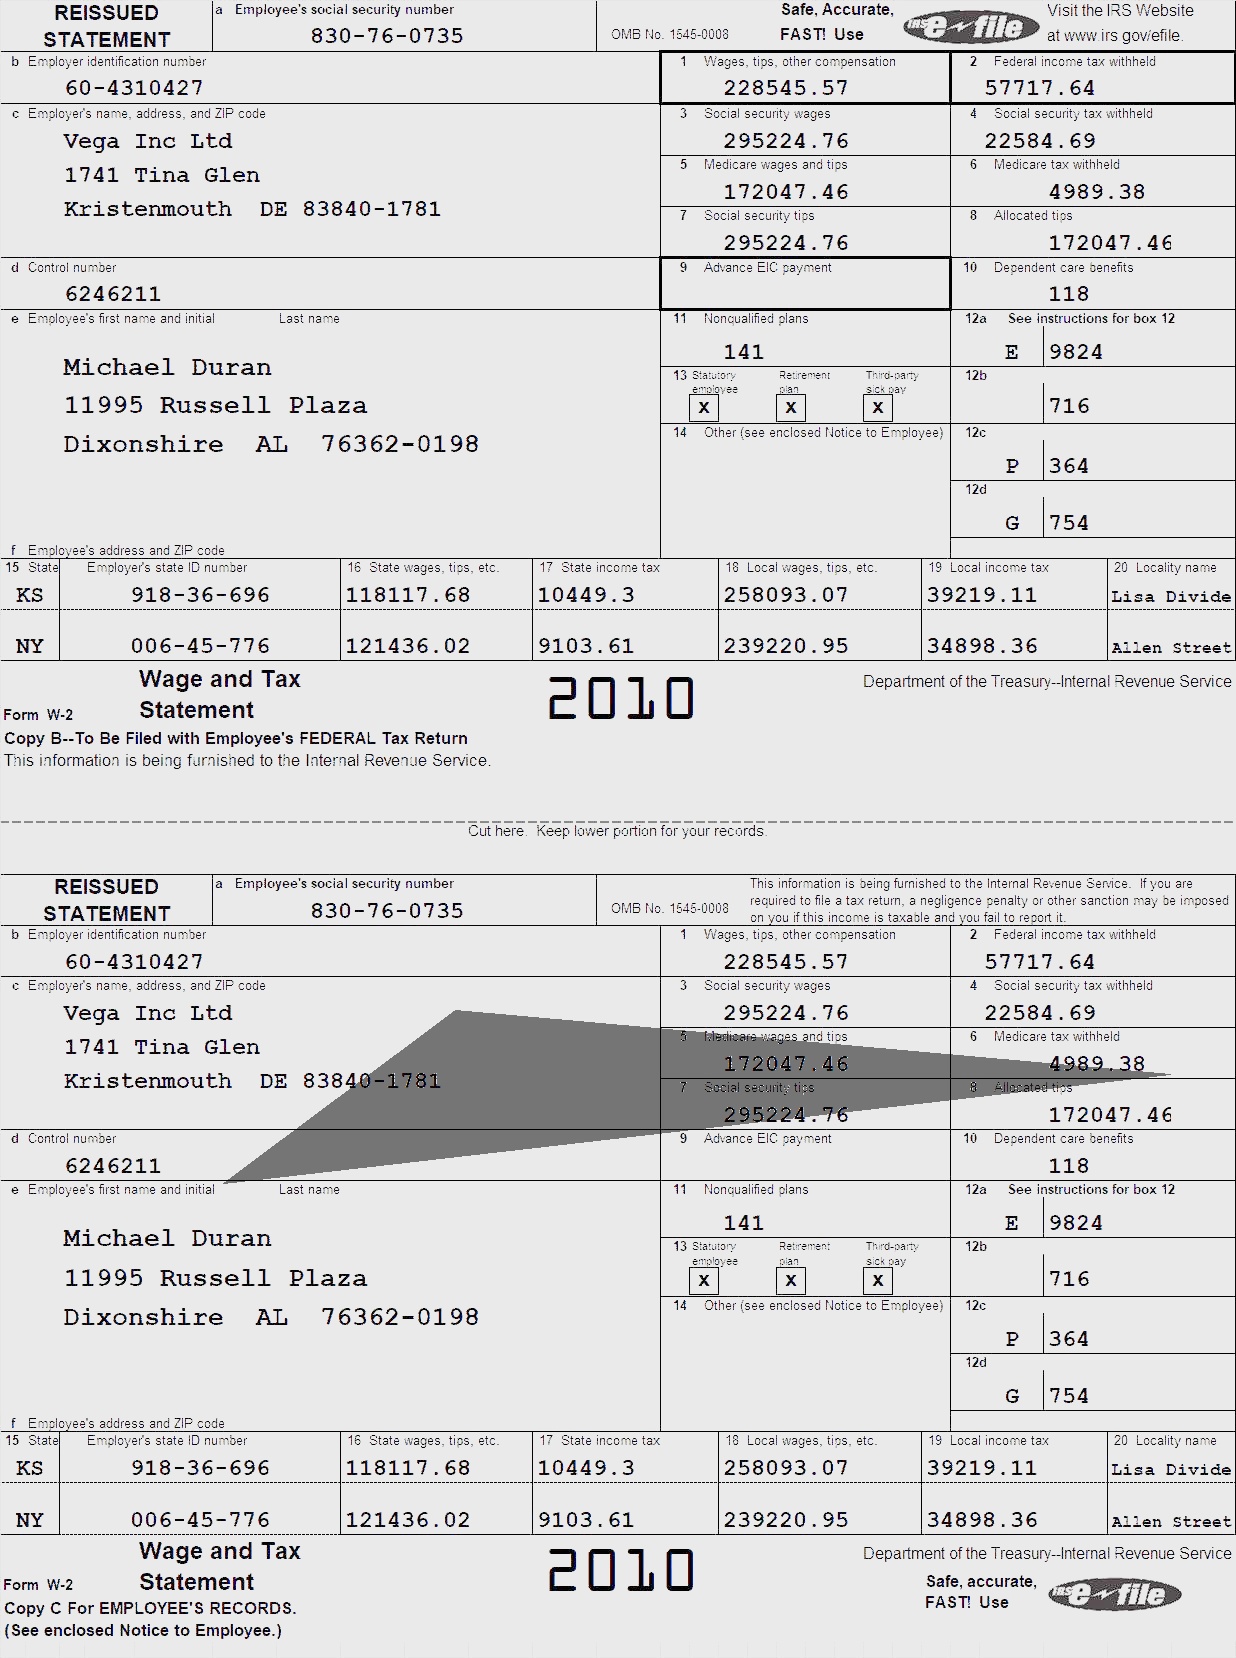 REISSUED STATEMENT
a Employee's social security number
830-76-0735
OMB No. 1545-0008
Safe, Accurate, FAST! Use
IRS e-file
Visit the IRS Website at www.irs.gov/efile.
b Employer identification number
60-4310427
1 Wages, tips, other compensation
228545.57
2 Federal income tax withheld
57717.64
c Employer's name, address, and ZIP code
Vega Inc Ltd
1741 Tina Glen
Kristenmouth DE 83840-1781
3 Social security wages
295224.76
4 Social security tax withheld
22584.69
5 Medicare wages and tips
172047.46
6 Medicare tax withheld
4989.38
7 Social security tips
295224.76
8 Allocated tips
172047.46
d Control number
6246211
9 Advance EIC payment
10 Dependent care benefits
118
e Employee's first name and initial Last name
Michael Duran
11995 Russell Plaza
Dixonshire AL 76362-0198
11 Nonqualified plans
141
12a See instructions for box 12
E 9824
13 Statutory employee Retirement plan Third-party sick pay
X X X
12b
716
14 Other (see enclosed Notice to Employee)
12c
P 364
12d
G 754
f Employee's address and ZIP code
15 State Employer's state ID number 16 State wages, tips, etc. 17 State income tax 18 Local wages, tips, etc. 19 Local income tax 20 Locality name
KS 918-36-696 118117.68 10449.3 258093.07 39219.11 Lisa Divide
NY 006-45-776 121436.02 9103.61 239220.95 34898.36 Allen Street
Form W-2 Wage and Tax Statement 2010 Department of the Treasury--Internal Revenue Service
Copy B--To Be Filed with Employee's FEDERAL Tax Return
This information is being furnished to the Internal Revenue Service.
Cut here. Keep lower portion for your records.
REISSUED STATEMENT
a Employee's social security number
830-76-0735
OMB No. 1545-0008
This information is being furnished to the Internal Revenue Service. If you are
required to file a tax return, a negligence penalty or other sanction may be imposed
on you if this income is taxable and you fail to report it.
b Employer identification number
60-4310427
1 Wages, tips, other compensation
228545.57
2 Federal income tax withheld
57717.64
c Employer's name, address, and ZIP code
Vega Inc Ltd
1741 Tina Glen
Kristenmouth DE 83840-1781
3 Social security wages
295224.76
4 Social security tax withheld
22584.69
5 Medicare wages and tips
172047.46
6 Medicare tax withheld
4989.38
7 Social security tips
295224.76
8 Allocated tips
172047.46
d Control number
6246211
9 Advance EIC payment
10 Dependent care benefits
118
e Employee's first name and initial Last name
Michael Duran
11995 Russell Plaza
Dixonshire AL 76362-0198
11 Nonqualified plans
141
12a See instructions for box 12
E 9824
13 Statutory employee Retirement plan Third-party sick pay
X X X
12b
716
14 Other (see enclosed Notice to Employee)
12c
P 364
12d
G 754
f Employee's address and ZIP code
15 State Employer's state ID number 16 State wages, tips, etc. 17 State income tax 18 Local wages, tips, etc. 19 Local income tax 20 Locality name
KS 918-36-696 118117.68 10449.3 258093.07 39219.11 Lisa Divide
NY 006-45-776 121436.02 9103.61 239220.95 34898.36 Allen Street
Form W-2 Wage and Tax Statement 2010 Department of the Treasury--Internal Revenue Service
Copy C For EMPLOYEE'S RECORDS.
(See enclosed Notice to Employee.)
Safe, accurate, FAST! Use
IRS e-file